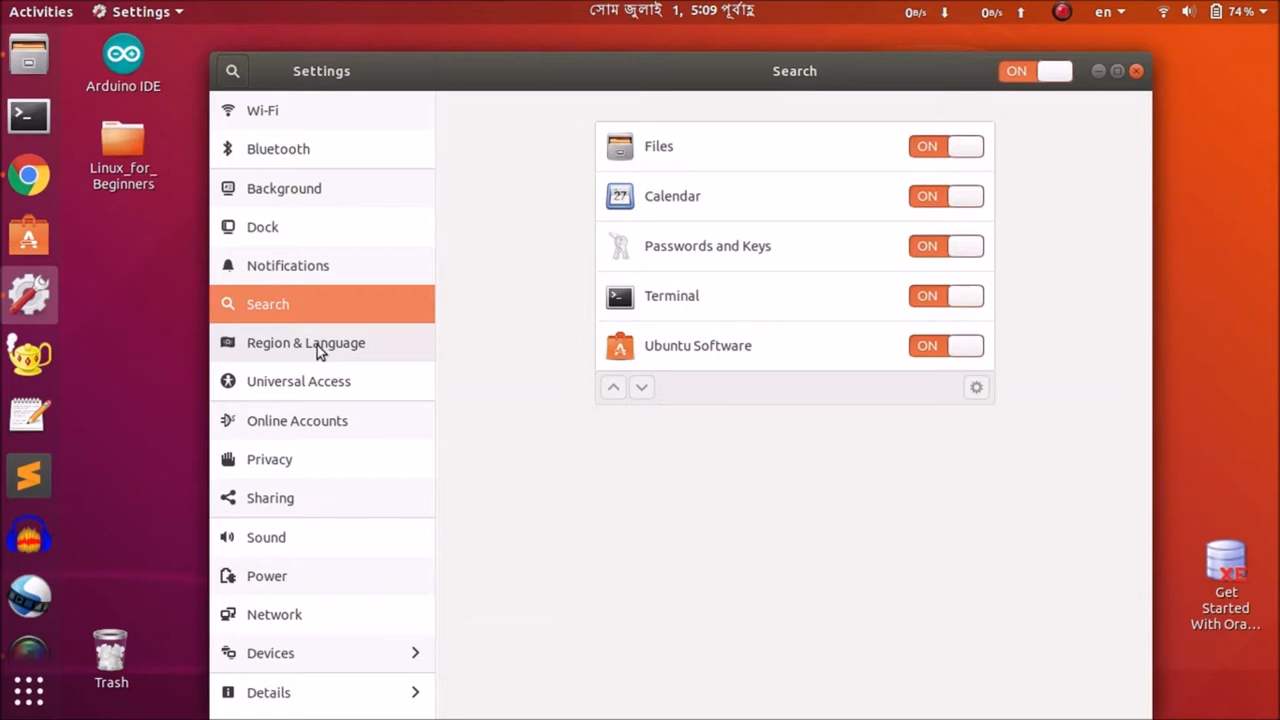 Activities
Settings
সোম জুলাই 1, 5:09 পূর্বাহ্ন
0B/s
0B/s
en
74 %
Arduino IDE
Linux_for_
Beginners
Trash
Get
Started
With Ora...
Settings
Search
ON
Wi-Fi
Bluetooth
Background
Dock
Notifications
Search
Region & Language
Universal Access
Online Accounts
Privacy
Sharing
Sound
Power
Network
Devices
Details
Files
ON
27
Calendar
ON
Passwords and Keys
ON
Terminal
ON
Ubuntu Software
ON
XE